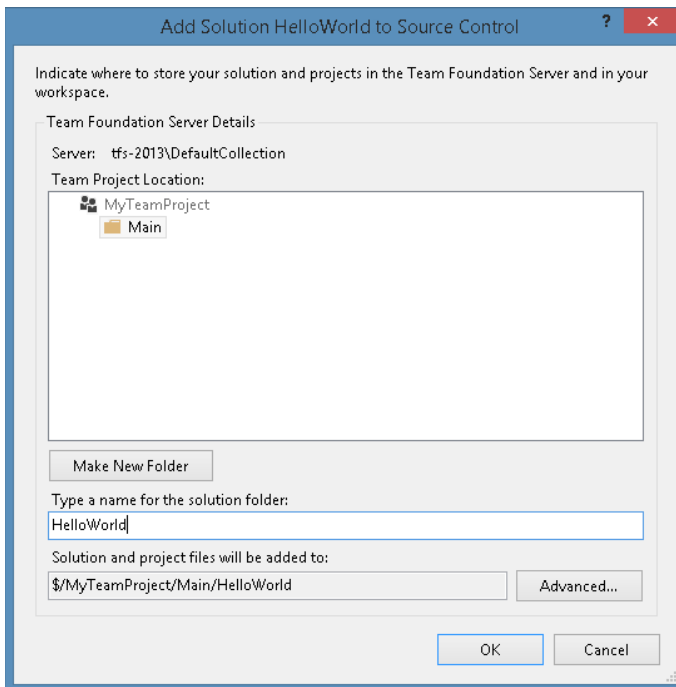 Add Solution HelloWorld to Source Control
?
Indicate where to store your solution and projects in the Team Foundation Server and in your
workspace.
Team Foundation Server Details
Server: tfs-2013\DefaultCollection
Team Project Location:
MyTeamProject
Main
Make New Folder
Type a name for the solution folder:
HelloWorld
Solution and project files will be added to:
$/MyTeamProject/Main/HelloWorld
Advanced...
OK
Cancel